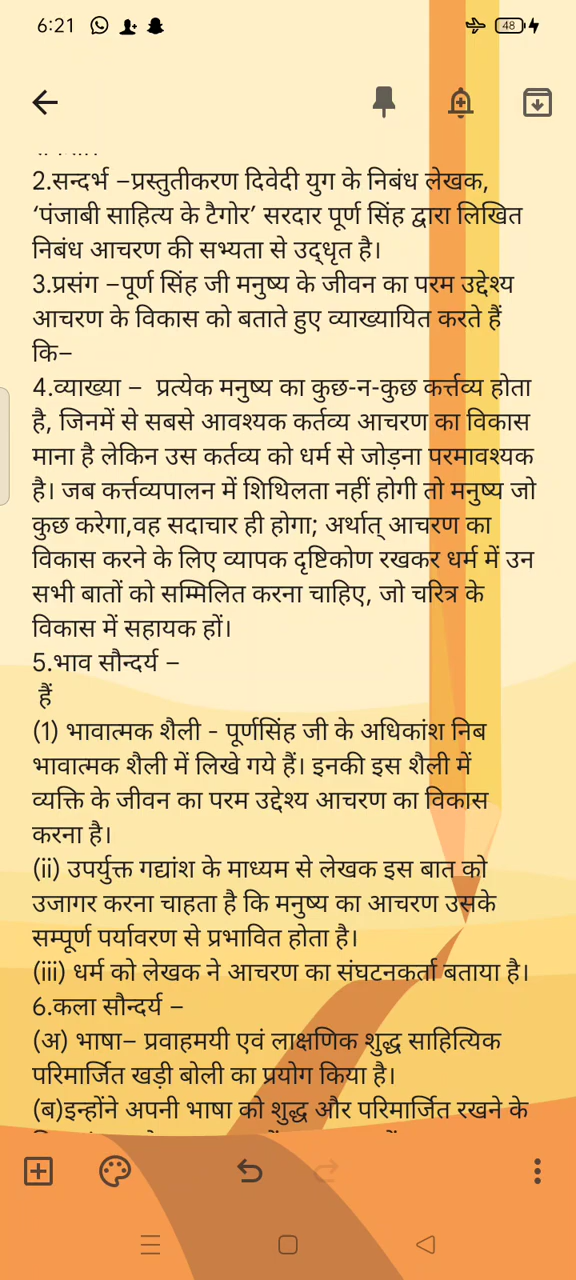 6:21
48
2.सन्दर्भ –प्रस्तुतीकरण दिवेदी युग के निबंध लेखक,
‘पंजाबी साहित्य के टैगोर’ सरदार पूर्ण सिंह द्वारा लिखित
निबंध आचरण की सभ्यता से उद्धृत है।
3.प्रसंग –पूर्ण सिंह जी मनुष्य के जीवन का परम उद्देश्य
आचरण के विकास को बताते हुए व्याख्यायित करते हैं
कि–
4.व्याख्या –  प्रत्येक मनुष्य का कुछ-न-कुछ कर्त्तव्य होता
है, जिनमें से सबसे आवश्यक कर्तव्य आचरण का विकास
माना है लेकिन उस कर्तव्य को धर्म से जोड़ना परमावश्यक
है। जब कर्त्तव्यपालन में शिथिलता नहीं होगी तो मनुष्य जो
कुछ करेगा,वह सदाचार ही होगा; अर्थात् आचरण का
विकास करने के लिए व्यापक दृष्टिकोण रखकर धर्म में उन
सभी बातों को सम्मिलित करना चाहिए, जो चरित्र के
विकास में सहायक हों।
5.भाव सौन्दर्य –
हैं
(1) भावात्मक शैली - पूर्णसिंह जी के अधिकांश निब
भावात्मक शैली में लिखे गये हैं। इनकी इस शैली में
व्यक्ति के जीवन का परम उद्देश्य आचरण का विकास
करना है।
(ii) उपर्युक्त गद्यांश के माध्यम से लेखक इस बात को
उजागर करना चाहता है कि मनुष्य का आचरण उसके
सम्पूर्ण पर्यावरण से प्रभावित होता है।
(iii) धर्म को लेखक ने आचरण का संघटनकर्ता बताया है।
6.कला सौन्दर्य –
(अ) भाषा– प्रवाहमयी एवं लाक्षणिक शुद्ध साहित्यिक
परिमार्जित खड़ी बोली का प्रयोग किया है।
(ब)इन्होंने अपनी भाषा को शुद्ध और परिमार्जित रखने के